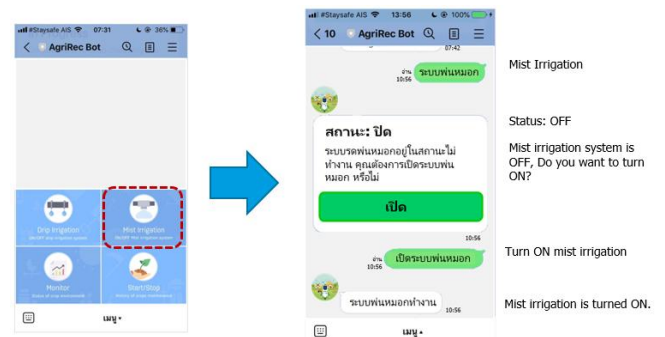 #Staysafe AIS 07:31 36%
AgriRec Bot
Drip Irrigation
Mist Irrigation
Monitor
Start/Stop
เมนู
#Staysafe AIS 13:56 100%
10 AgriRec Bot
07:42
อ่าน
10:56
ระบบพ่นหมอก
สถานะ: ปิด
ระบบรดพ่นหมอกอยู่ในสถานะไม่
ทำงาน คุณต้องการเปิดระบบพ่น
หมอก หรือไม่
เปิด
10:56
อ่าน
10:56
เปิดระบบพ่นหมอก
ระบบพ่นหมอกทำงาน
10:56
เมนู
Mist Irrigation
Status: OFF
Mist irrigation system is
OFF, Do you want to turn
ON?
Turn ON mist irrigation
Mist irrigation is turned ON.